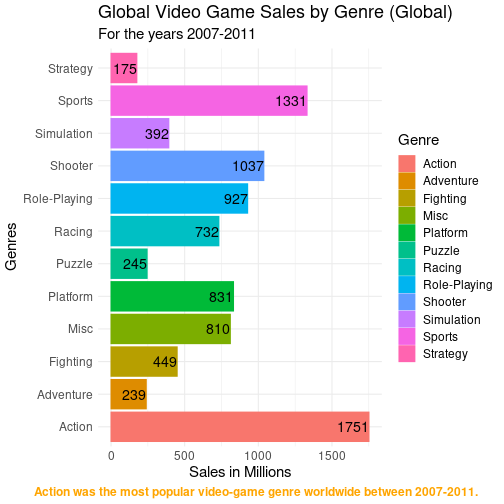 Global Video Game Sales by Genre (Global)
For the years 2007-2011
Genres
Strategy 175
Sports 1331
Simulation 392
Shooter 1037
Role-Playing 927
Racing 732
Puzzle 245
Platform 831
Misc 810
Fighting 449
Adventure 239
Action 1751
0 500 1000 1500
Sales in Millions
Genre
Action
Adventure
Fighting
Misc
Platform
Puzzle
Racing
Role-Playing
Shooter
Simulation
Sports
Strategy
Action was the most popular video-game genre worldwide between 2007-2011.